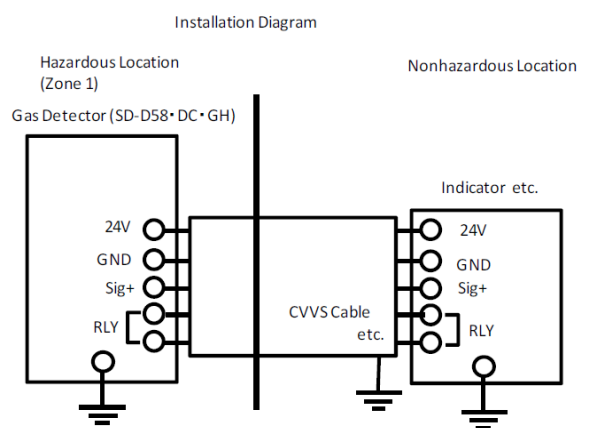 Installation Diagram
Hazardous Location
(Zone 1)
Nonhazardous Location
Gas Detector (SD-D58・DC・GH)
Indicator etc.
24V
GND
Sig+
RLY
CVVS Cable
etc.
24V
GND
Sig+
RLY